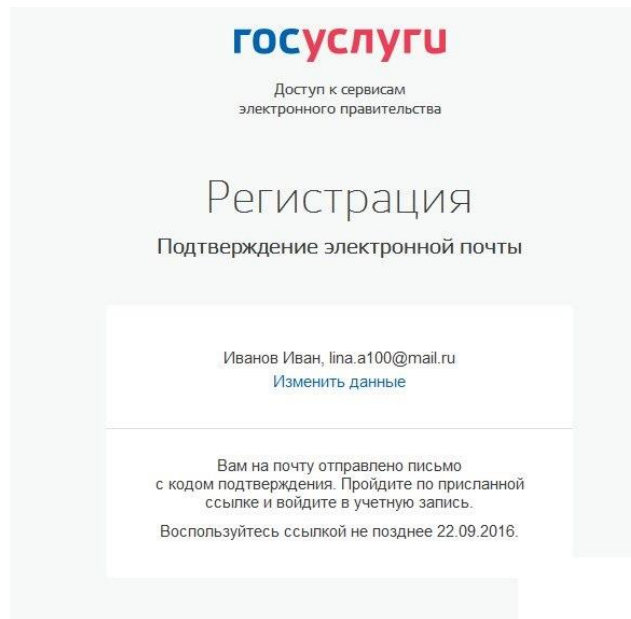 госуслуги
Доступ к сервисам
электронного правительства
Регистрация
Подтверждение электронной почты
Иванов Иван, lina.a100@mail.ru
Изменить данные
Вам на почту отправлено письмо
с кодом подтверждения. Пройдите по присланной
ссылке и войдите в учетную запись.
Воспользуйтесь ссылкой не позднее 22.09.2016.